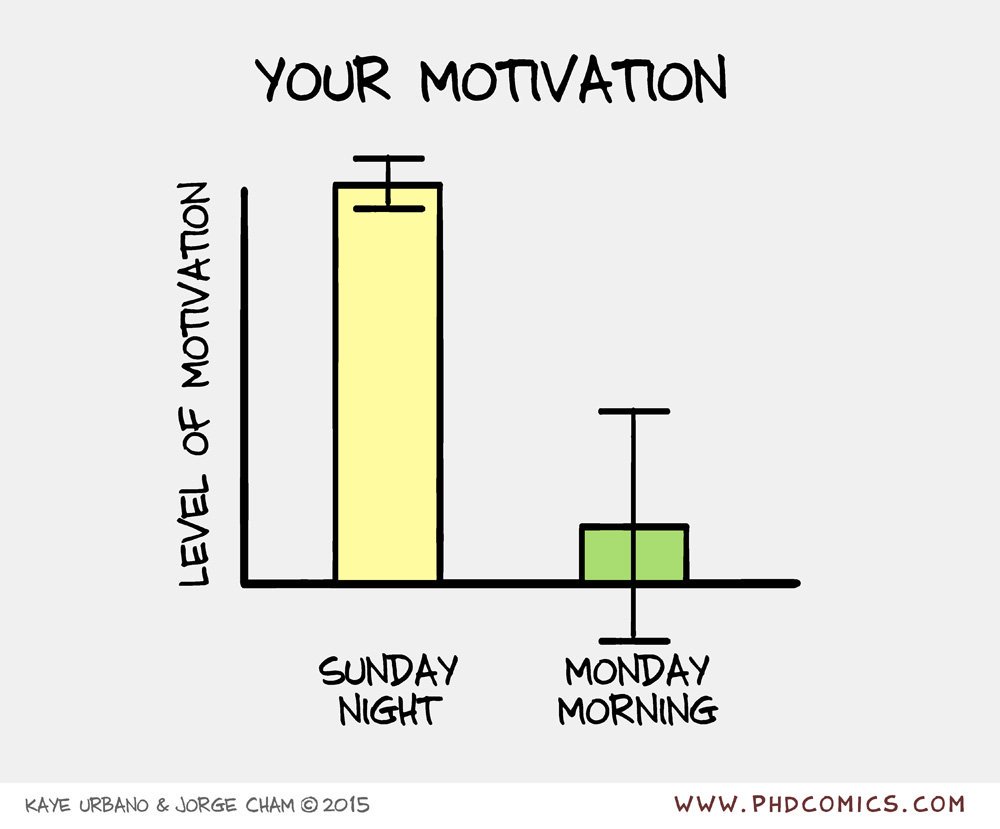 YOUR MOTIVATION
LEVEL OF MOTIVATION
SUNDAY
NIGHT
MONDAY
MORNING
KAYE URBANO & JORGE CHAM © 2015
WWW.PHDCOMICS.COM